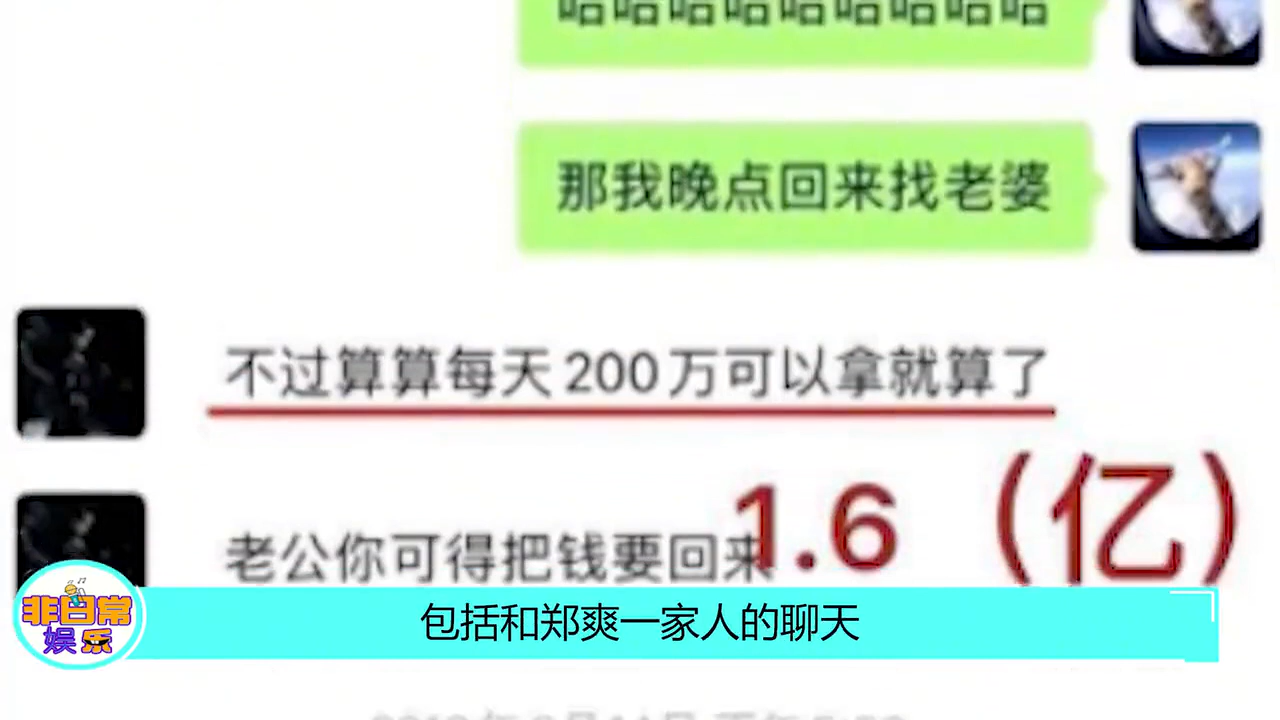 哈哈哈哈哈哈哈哈哈
那我晚点回来找老婆
不过算算每天200万可以拿就算了
老公你可得把钱要回来
1.6（亿）
非日常
娱乐
包括和郑爽一家人的聊天